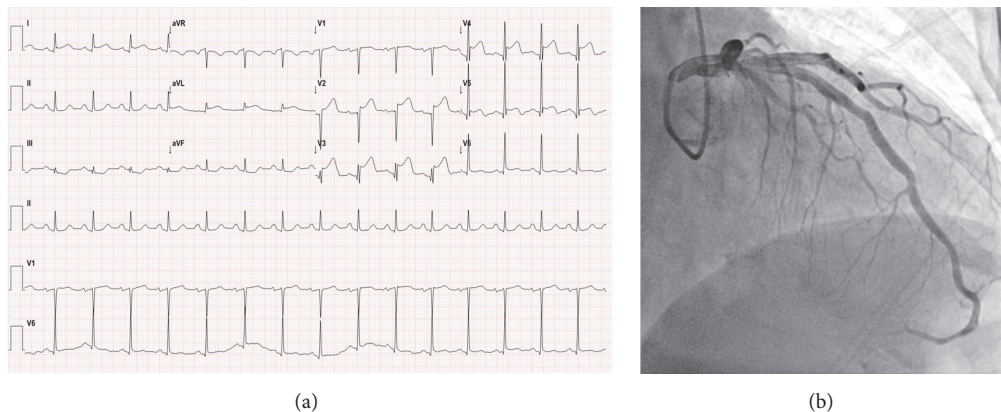 I aVR V1 V4
II aVL V2 V5
III aVF V3 V6
II
V1
V6
(a) (b)